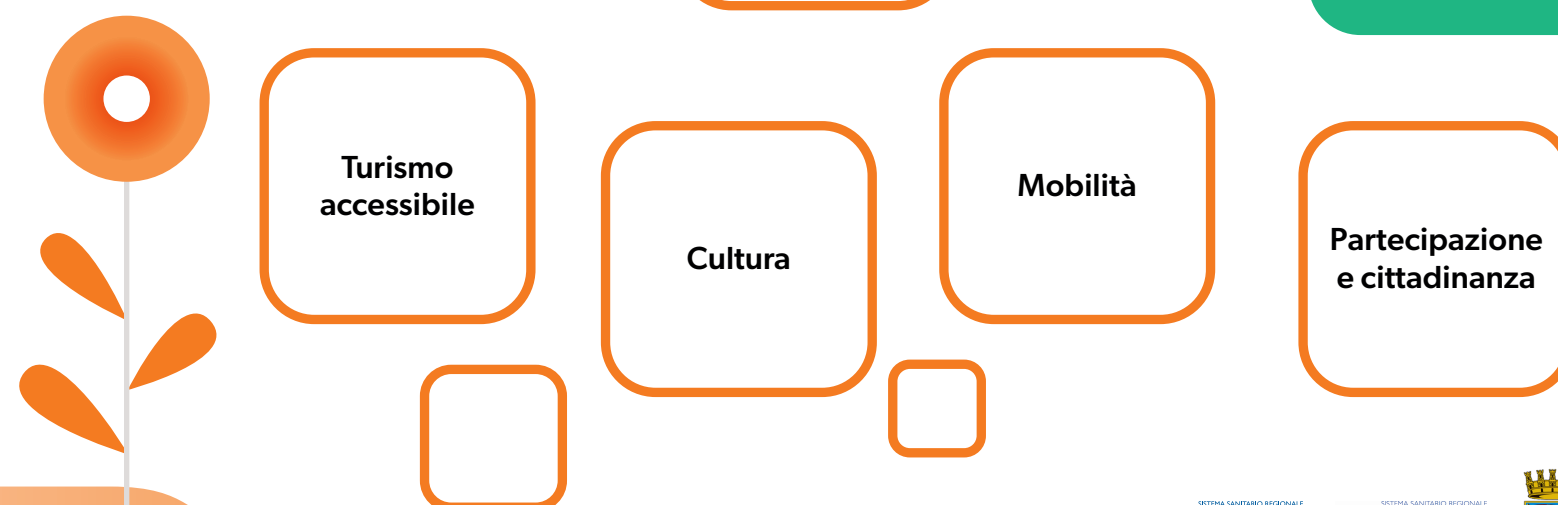 Turismo
accessibile
Cultura
Mobilità
Partecipazione
e cittadinanza
SISTEMA SANITARIO REGIONALE
SISTEMA SANITARIO REGIONALE